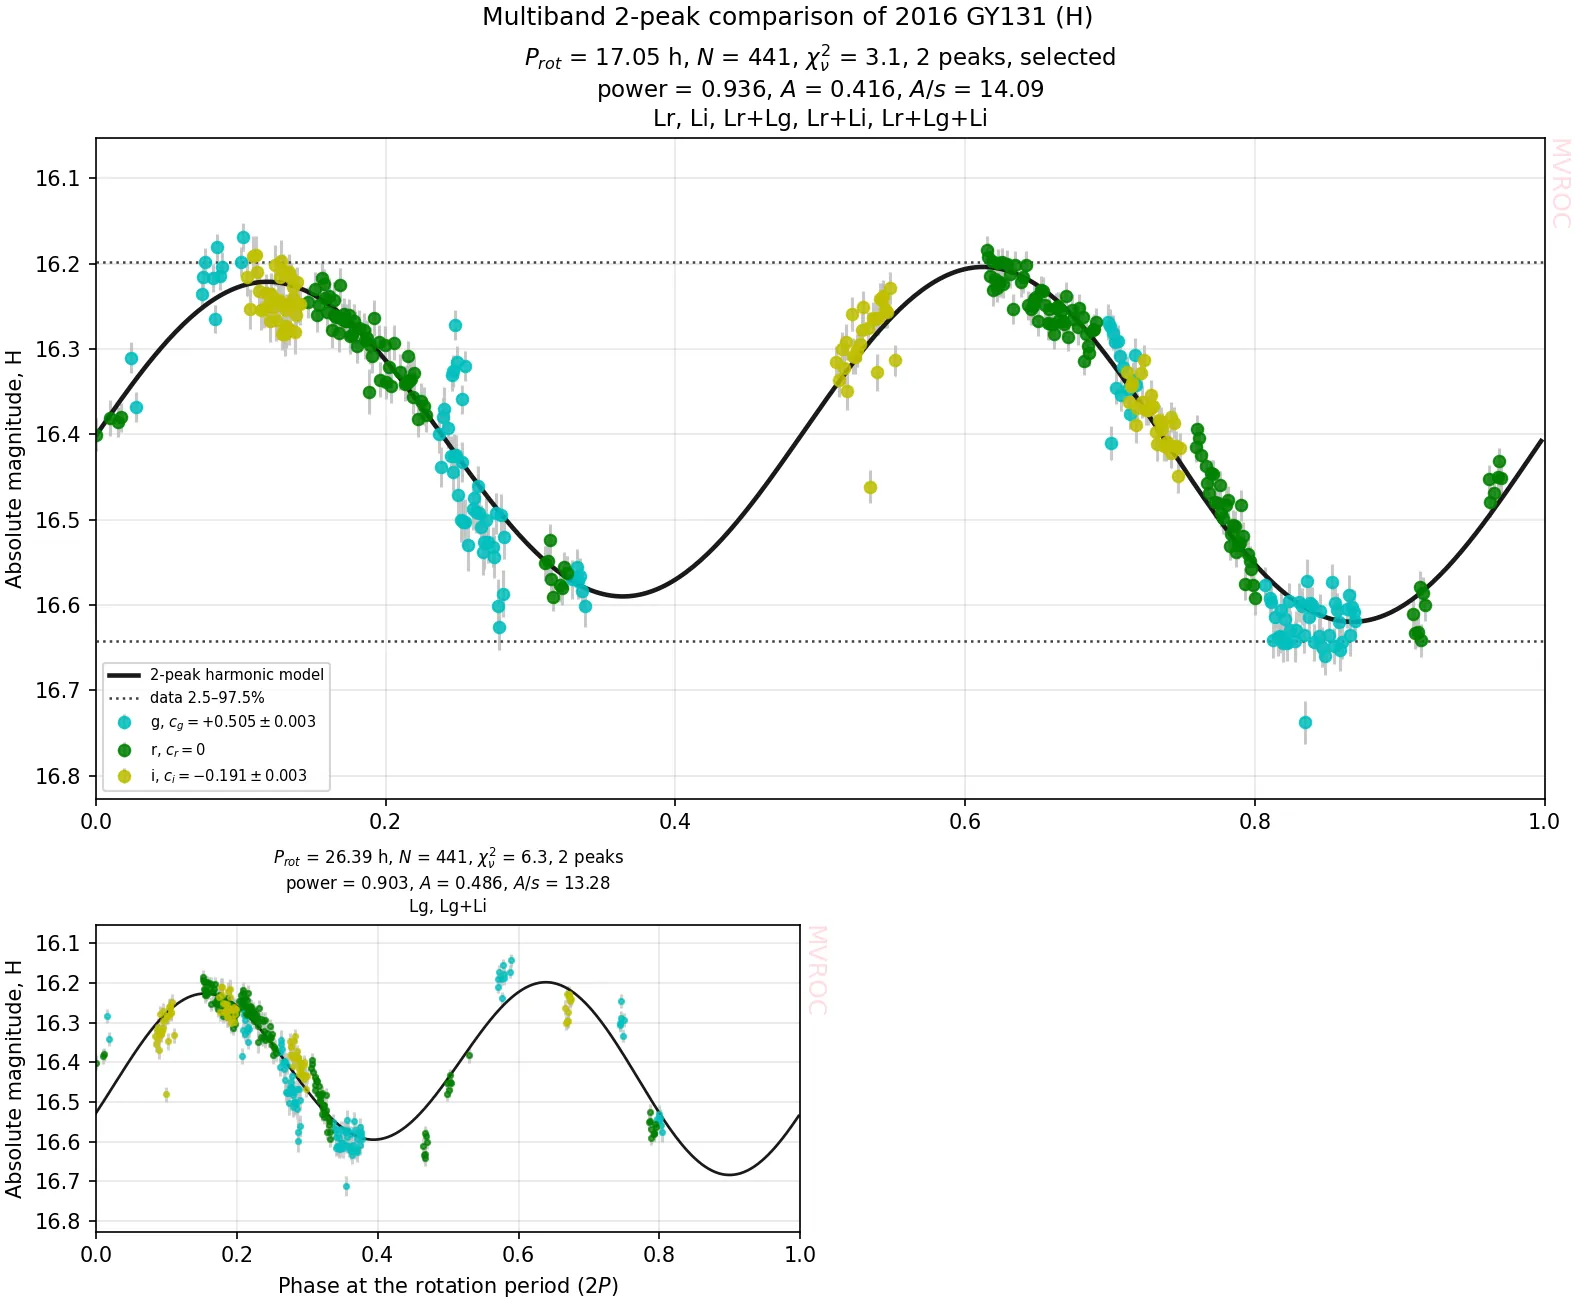 Multiband 2-peak comparison of 2016 GY131 (H)
P_rot = 17.05 h, N = 441, χ²_ν = 3.1, 2 peaks, selected
power = 0.936, A = 0.416, A/s = 14.09
Lr, Li, Lr+Lg, Lr+Li, Lr+Lg+Li
MVROC
Absolute magnitude, H
16.1
16.2
16.3
16.4
16.5
16.6
16.7
16.8
2-peak harmonic model
data 2.5–97.5%
g, c_g = +0.505 ± 0.003
r, c_r = 0
i, c_i = −0.191 ± 0.003
0.0 0.2 0.4 0.6 0.8 1.0
P_rot = 26.39 h, N = 441, χ²_ν = 6.3, 2 peaks
power = 0.903, A = 0.486, A/s = 13.28
Lg, Lg+Li
MVROC
Absolute magnitude, H
16.1
16.2
16.3
16.4
16.5
16.6
16.7
16.8
0.0 0.2 0.4 0.6 0.8 1.0
Phase at the rotation period (2P)